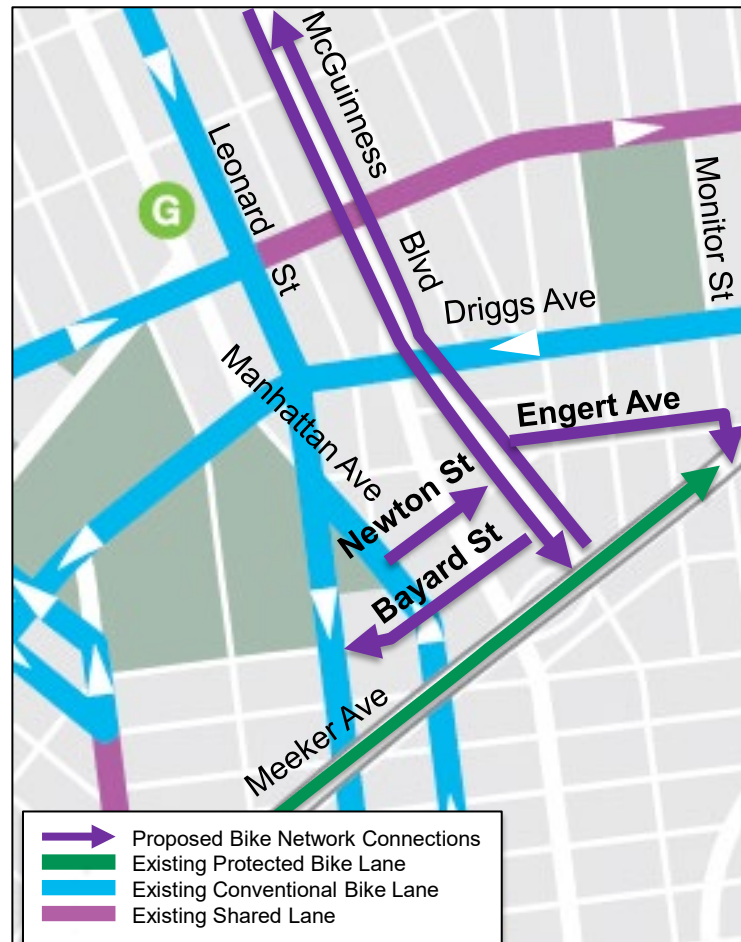 McGuinness
Blvd
Leonard
St
G
Monitor St
Driggs Ave
Manhattan Ave
Engert Ave
Newton St
Bayard St
Meeker Ave
Proposed Bike Network Connections
Existing Protected Bike Lane
Existing Conventional Bike Lane
Existing Shared Lane